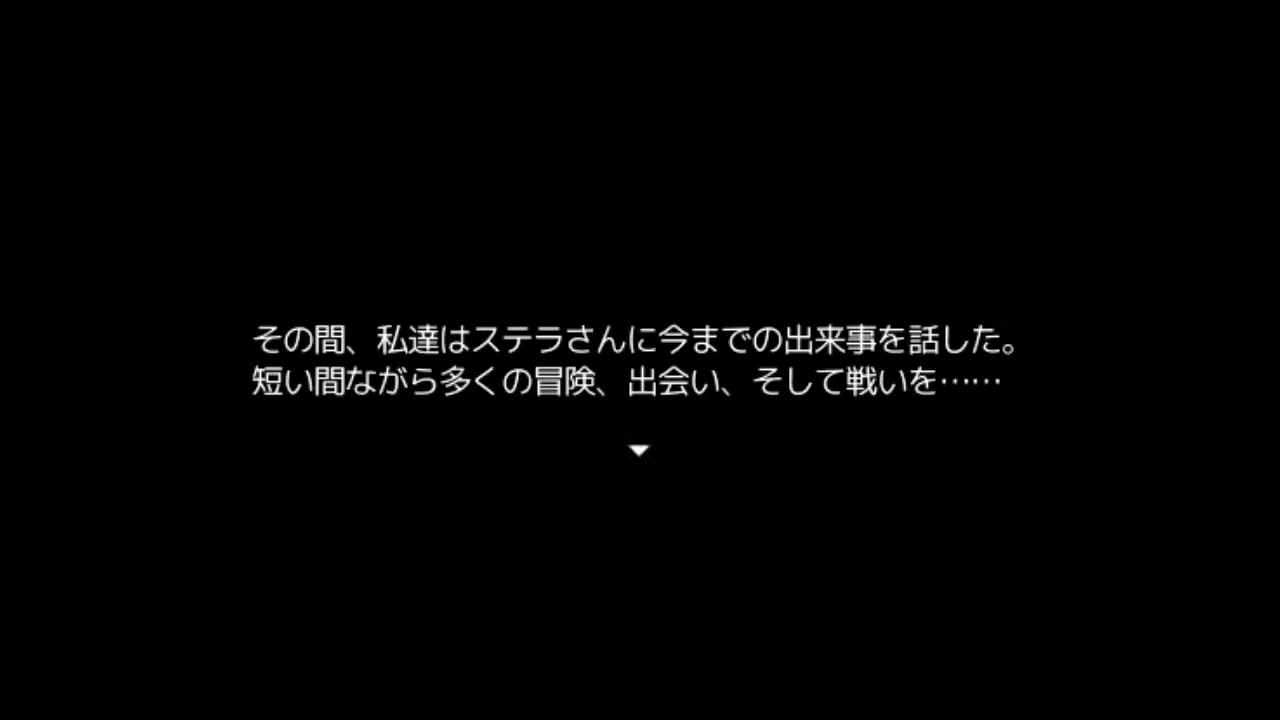 その間、私達はステラさんに今までの出来事を話した。
短い間ながら多くの冒険、出会い、そして戦いを……